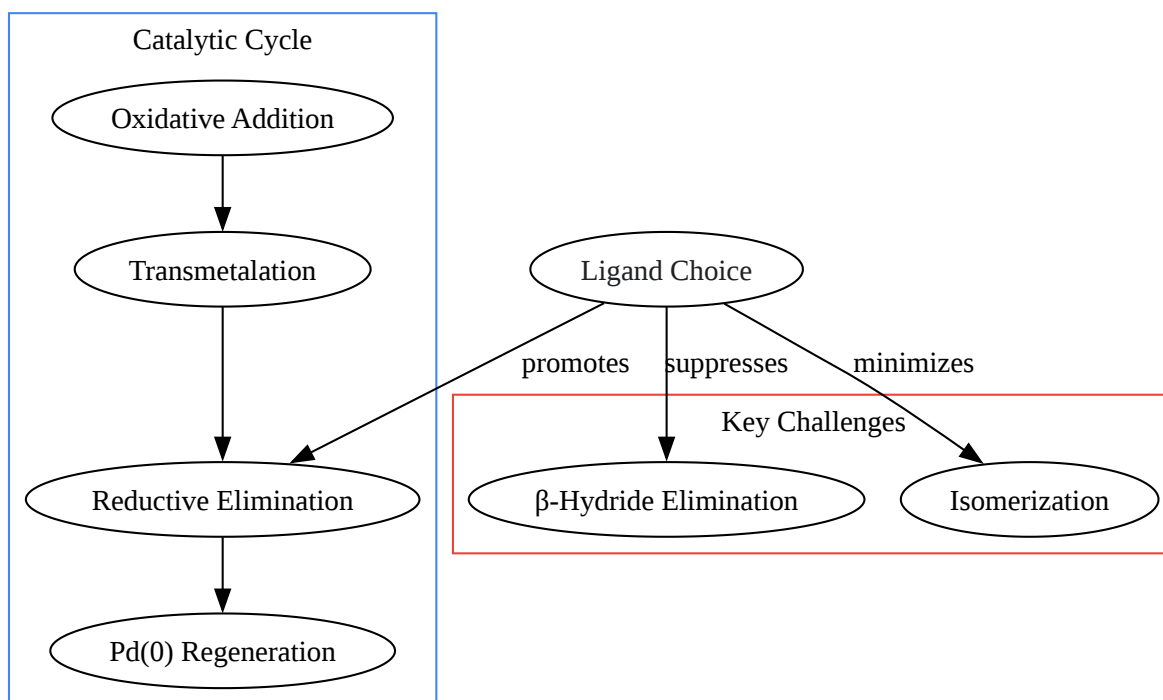 Catalytic Cycle
Oxidative Addition
Transmetalation
Ligand Choice
promotes
suppresses
minimizes
Key Challenges
Reductive Elimination
β-Hydride Elimination
Isomerization
Pd(0) Regeneration